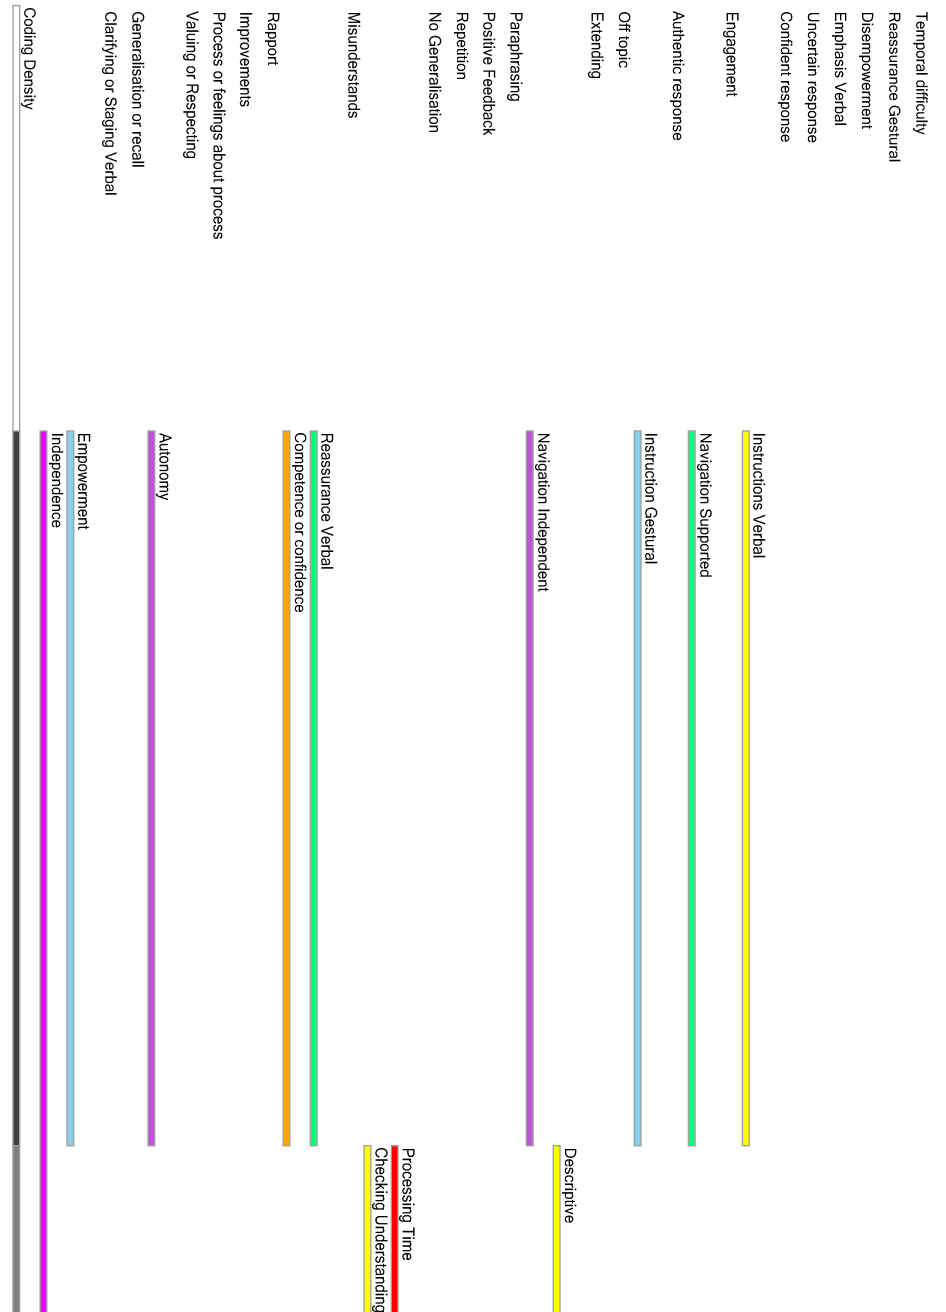 Temporal difficulty
Reassurance Gestural
Disempowerment
Emphasis Verbal
Uncertain response
Confident response
Instructions Verbal
Engagement
Navigation Supported
Authentic response
Instruction Gestural
Off topic
Extending
Descriptive
Navigation Independent
Paraphrasing
Positive Feedback
Repetition
No Generalisation
Processing Time
Checking Understanding
Misunderstands
Reassurance Verbal
Competence or confidence
Rapport
Improvements
Process or feelings about process
Valuing or Respecting
Autonomy
Generalisation or recall
Clarifying or Staging Verbal
Empowerment
Independence
Coding Density